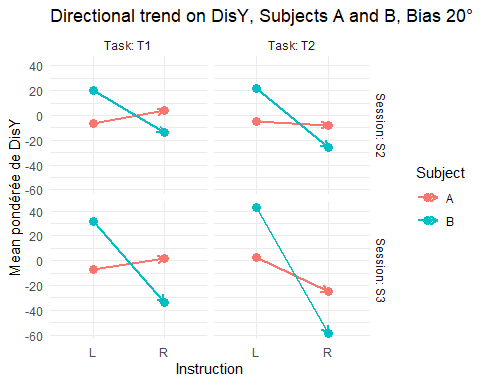 Directional trend on DisY, Subjects A and B, Bias 20°
Task: T1
Task: T2
40
20
0
-20
-40
-60
Session: S2
40
20
0
-20
-40
-60
Session: S3
Mean pondérée de DisY
L
R
L
R
Instruction
Subject
A
B